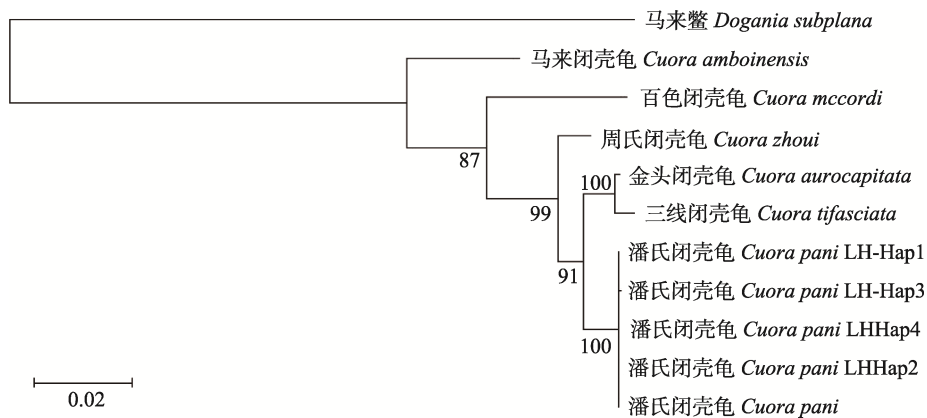 马来鳖 Dogania subplana
马来闭壳龟 Cuora amboinensis
百色闭壳龟 Cuora mccordi
87
周氏闭壳龟 Cuora zhoui
100 金头闭壳龟 Cuora aurocapitata
99
三线闭壳龟 Cuora tifasciata
潘氏闭壳龟 Cuora pani LH-Hap1
91
潘氏闭壳龟 Cuora pani LH-Hap3
潘氏闭壳龟 Cuora pani LHHap4
100
潘氏闭壳龟 Cuora pani LHHap2
潘氏闭壳龟 Cuora pani
0.02